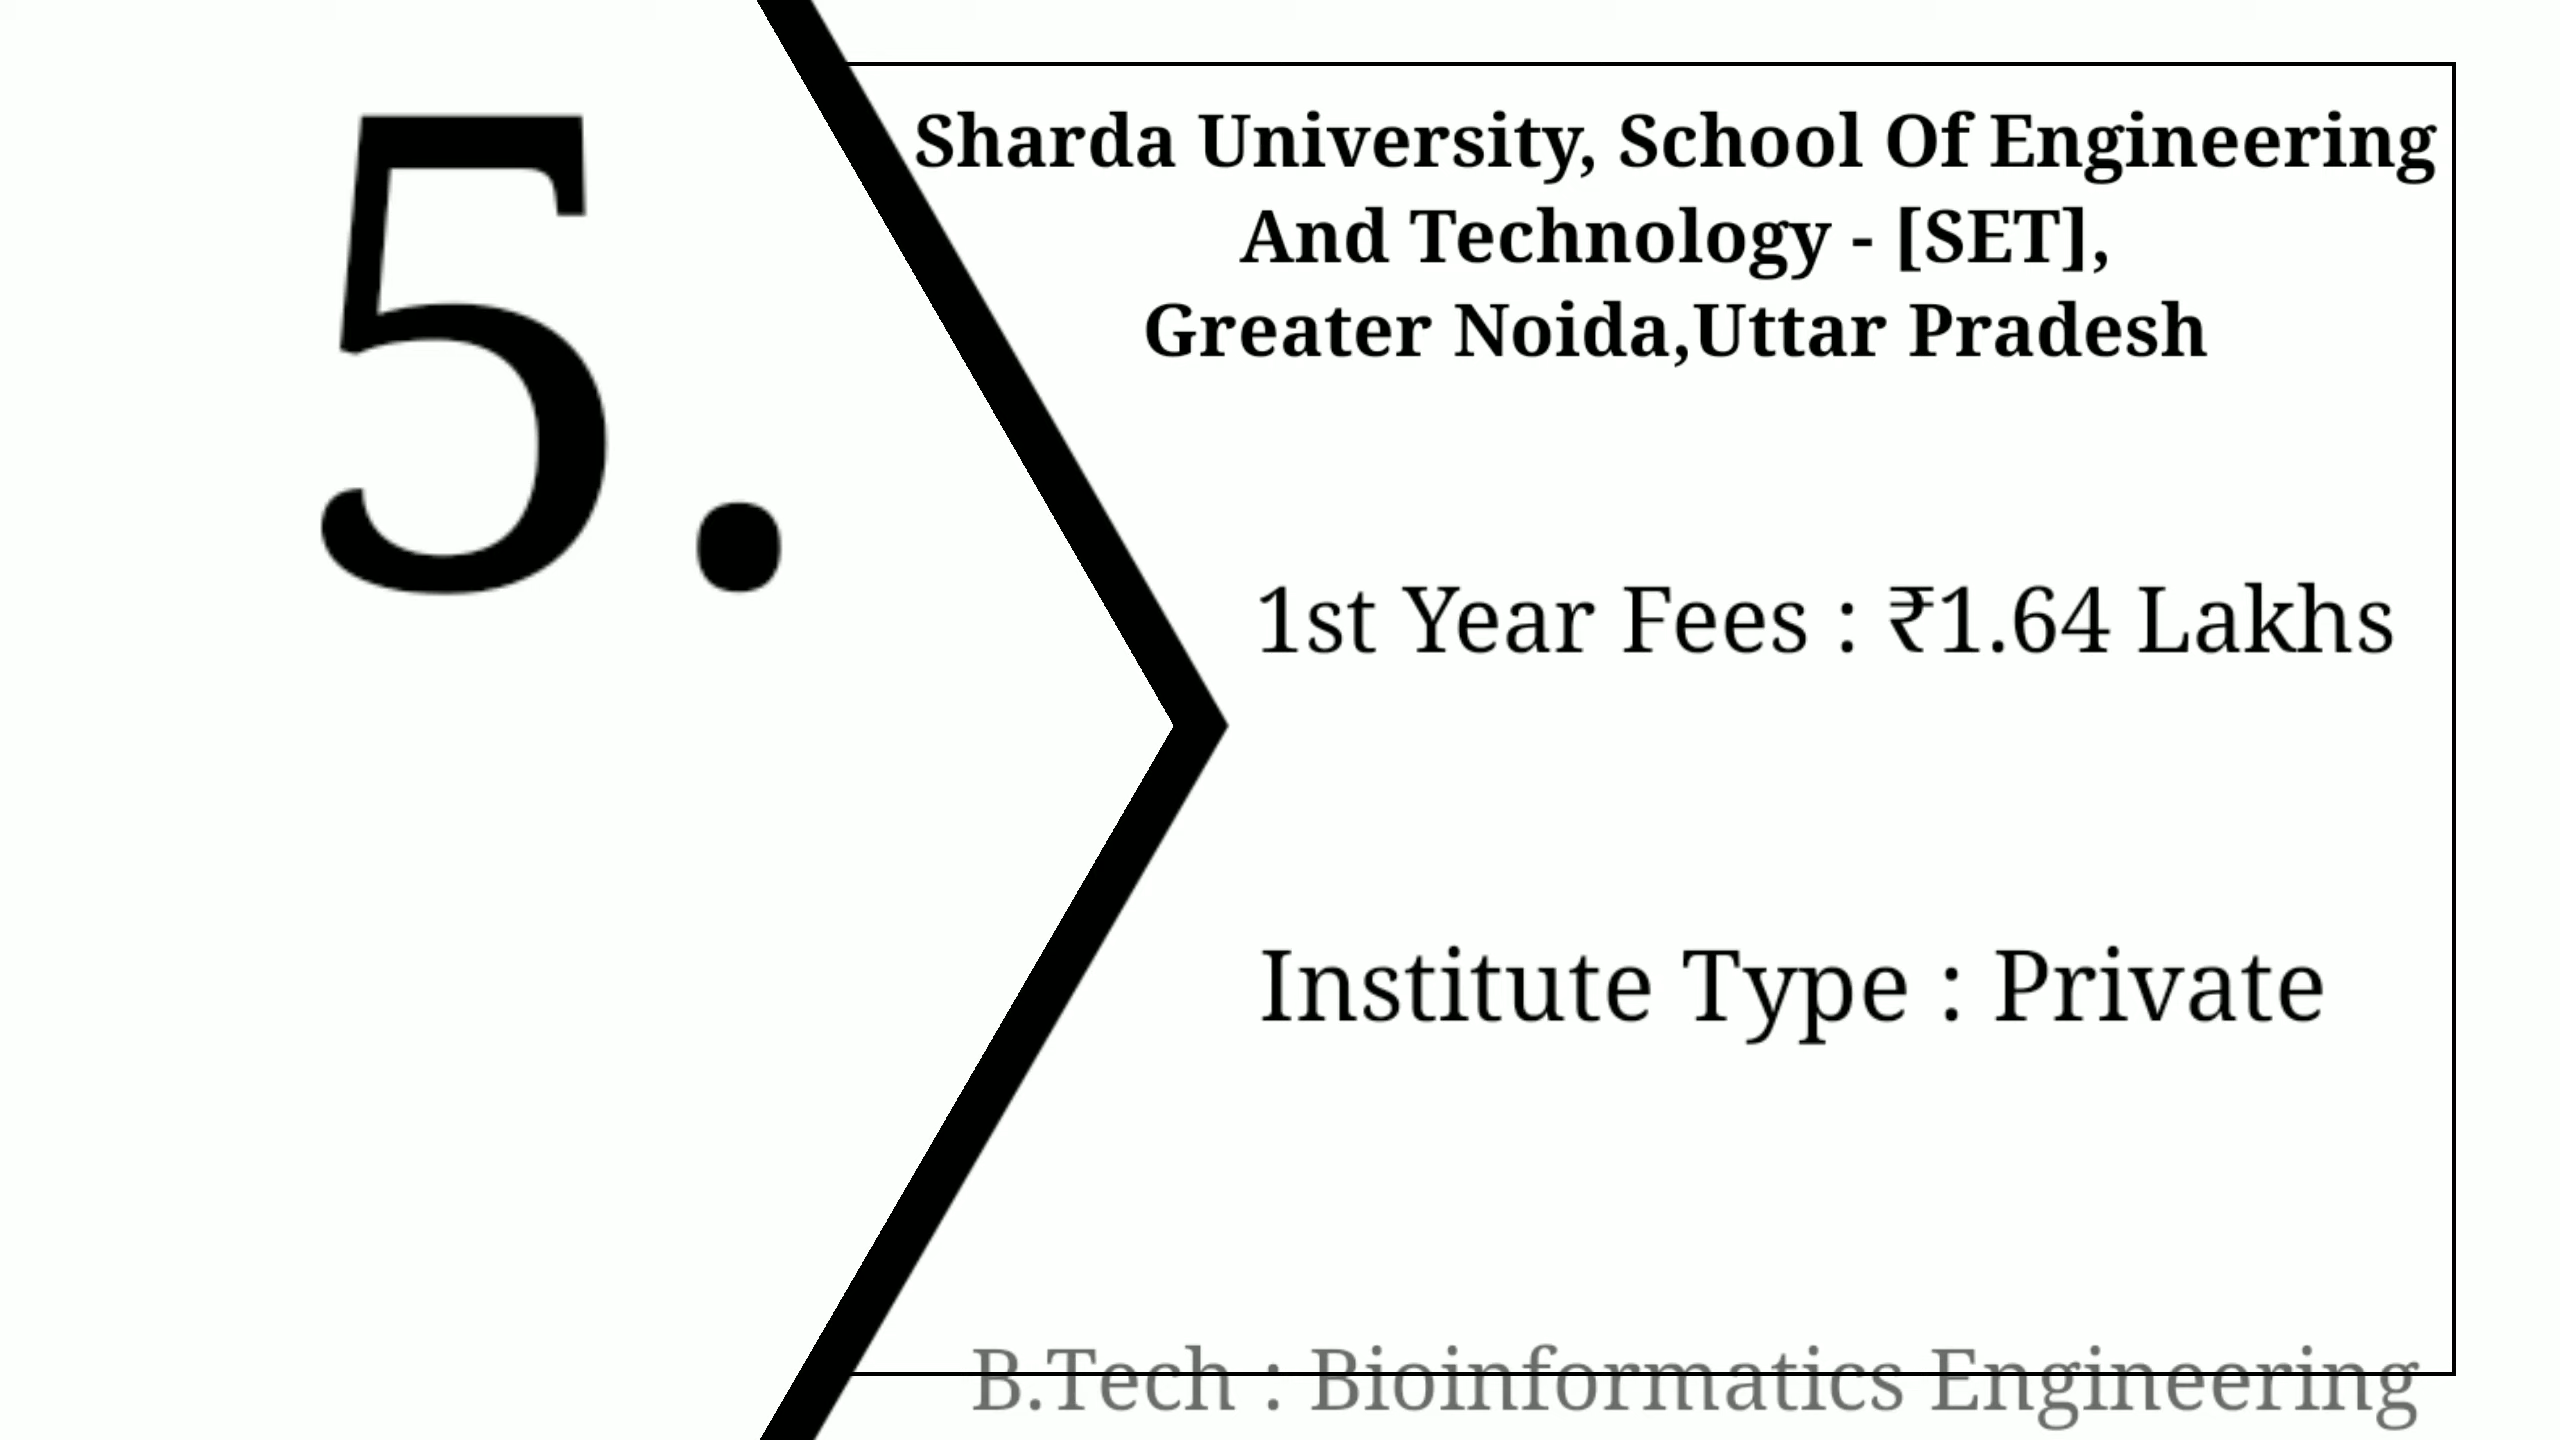 5.
Sharda University, School Of Engineering
And Technology - [SET],
Greater Noida,Uttar Pradesh
1st Year Fees : ₹1.64 Lakhs
Institute Type : Private
B.Tech : Bioinformatics Engineering